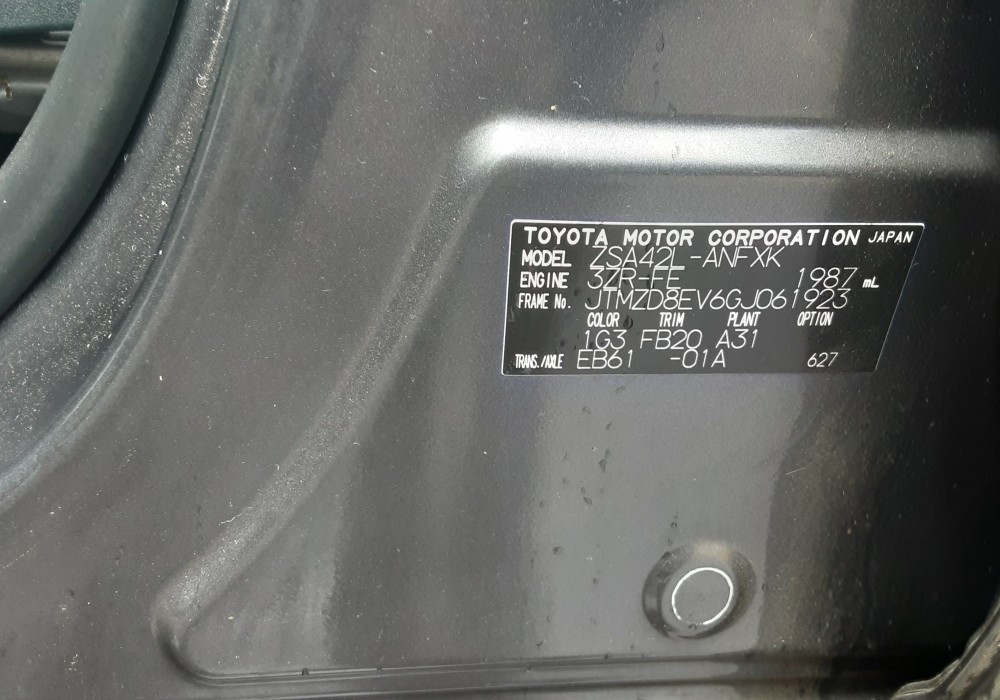 TOYOTA MOTOR CORPORATION JAPAN
MODEL ZSA42L-ANFXK
ENGINE 3ZR-FE 1987 mL
FRAME No. JTMZD8EV6GJ061923
COLOR TRIM PLANT OPTION
1G3 FB20 A31
TRANS./AXLE EB61 -01A 627